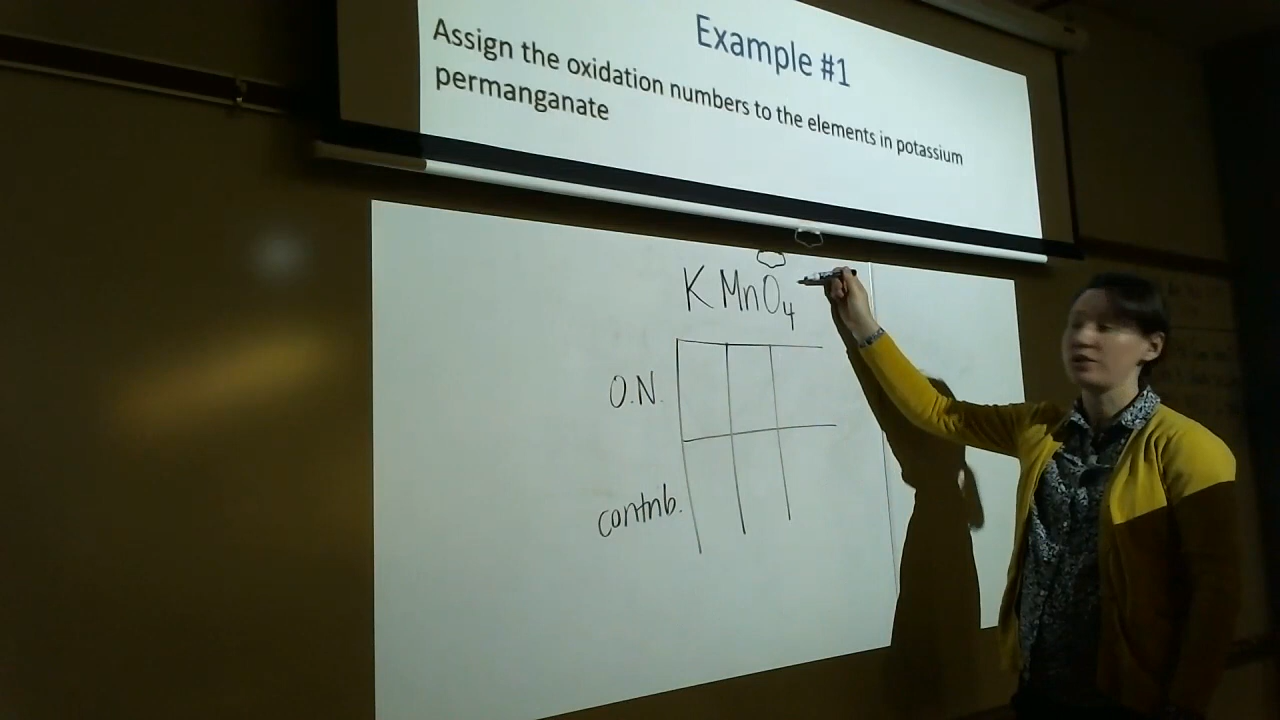 Example #1
Assign the oxidation numbers to the elements in potassium
permanganate
KMnO4
O.N.
contrib.